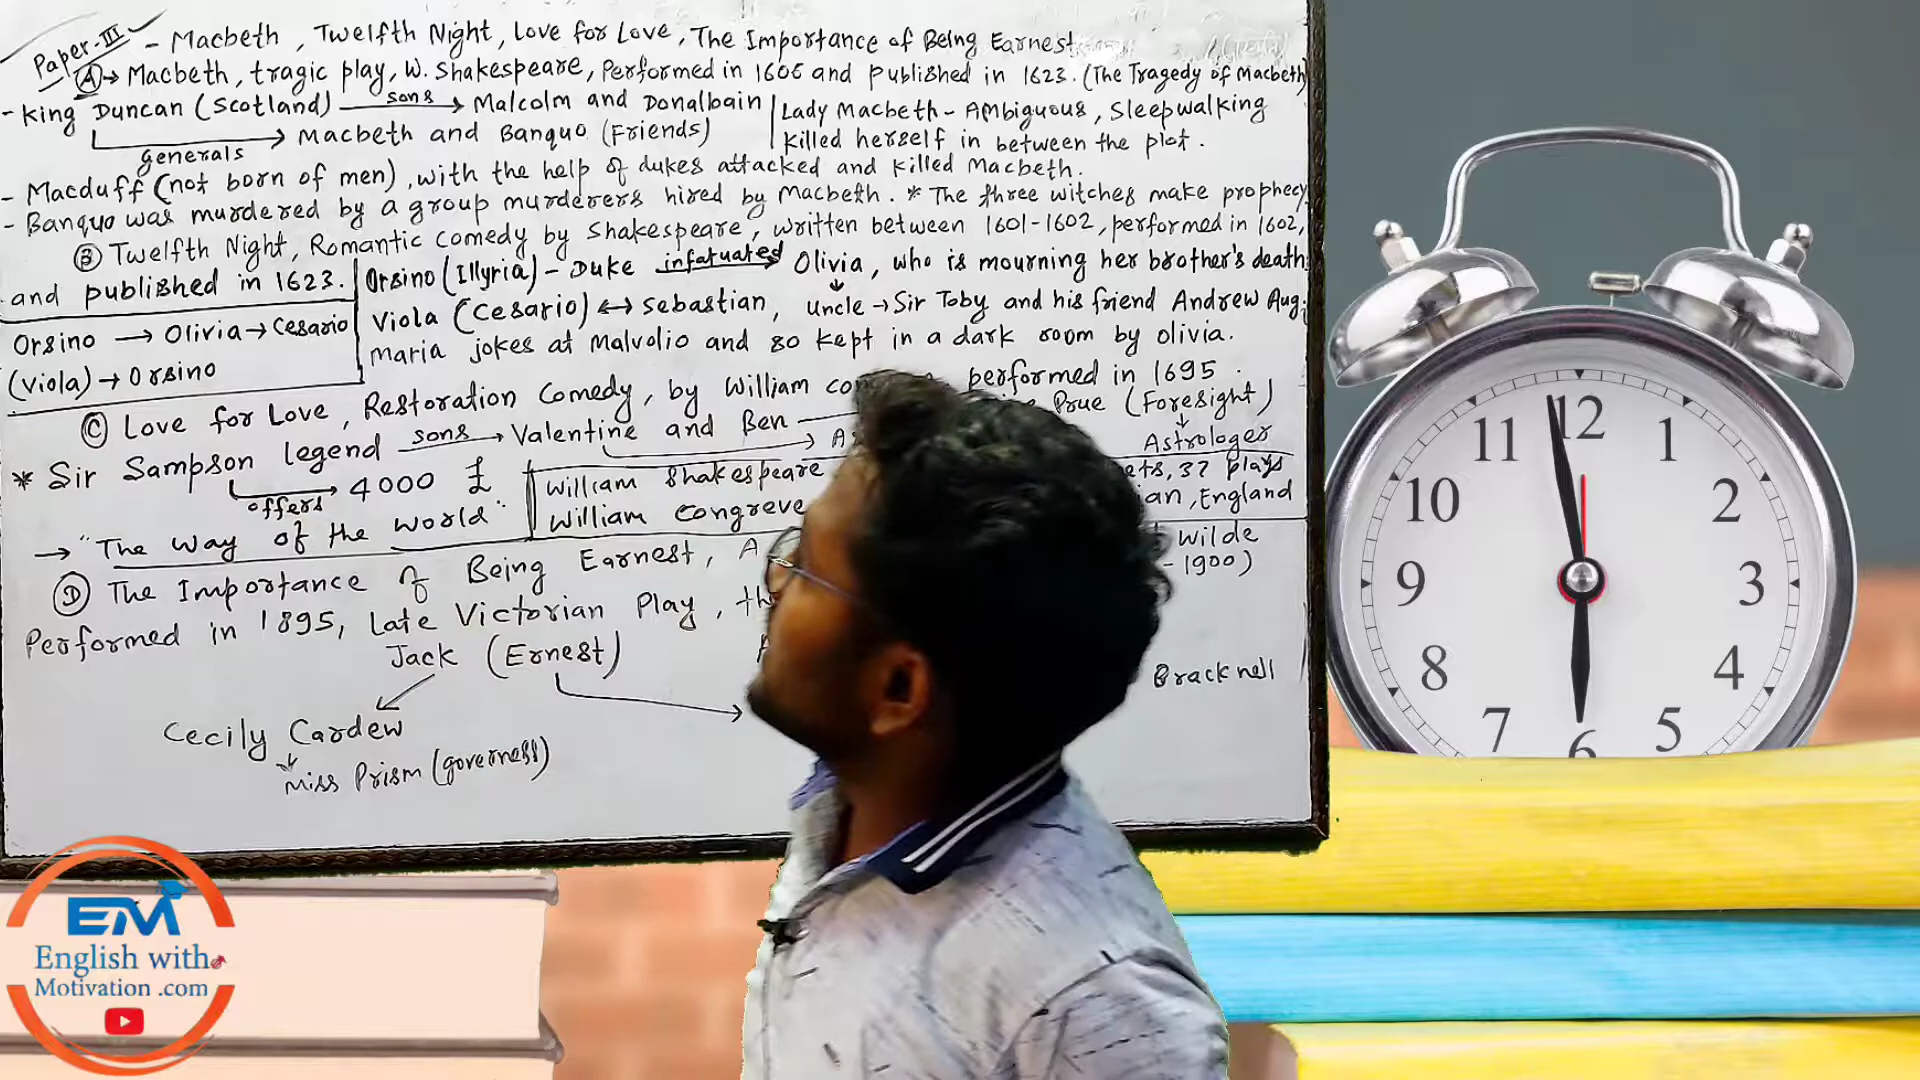 Paper-III - Macbeth, Twelfth Night, Love for Love, The Importance of Being Earnest
(A)→ Macbeth, tragic play, W. Shakespeare, Performed in 1606 and published in 1623. (The Tragedy of Macbeth)
- King Duncan (Scotland) sons → Malcolm and Donalbain
generals → Macbeth and Banquo (Friends)
Lady Macbeth - Ambiguous, Sleepwalking
killed herself in between the plot.
- Macduff (not born of men), with the help of dukes attacked and killed Macbeth.
- Banquo was murdered by a group murderers hired by Macbeth. * The three witches make prophecy
(B) Twelfth Night, Romantic Comedy by Shakespeare, written between 1601-1602, performed in 1602,
and published in 1623.
Orsino (Illyria) - Duke infatuated → Olivia, who is mourning her brother's death
Viola (Cesario) ↔ Sebastian, Uncle → Sir Toby and his friend Andrew Aug.
maria jokes at Malvolio and so kept in a dark room by olivia.
Orsino → Olivia → Cesario
(Viola) → Orsino
(C) Love for Love, Restoration Comedy, by William performed in 1695.
* Sir Sampson legend sons → Valentine and Ben Prue (Foresight)
Astrologer
offers → 4000 £
William Shakespeare 37 plays
William Congreve England
→ "The Way of the World"
(D) The Importance of Being Earnest, A Wilde
- 1900)
Performed in 1895, Late Victorian Play,
Jack (Ernest)
Bracknell
Cecily Cardew
Miss Prism (governess)
12
1
2
3
4
5
6
7
8
9
10
11
EM
English with
Motivation .com